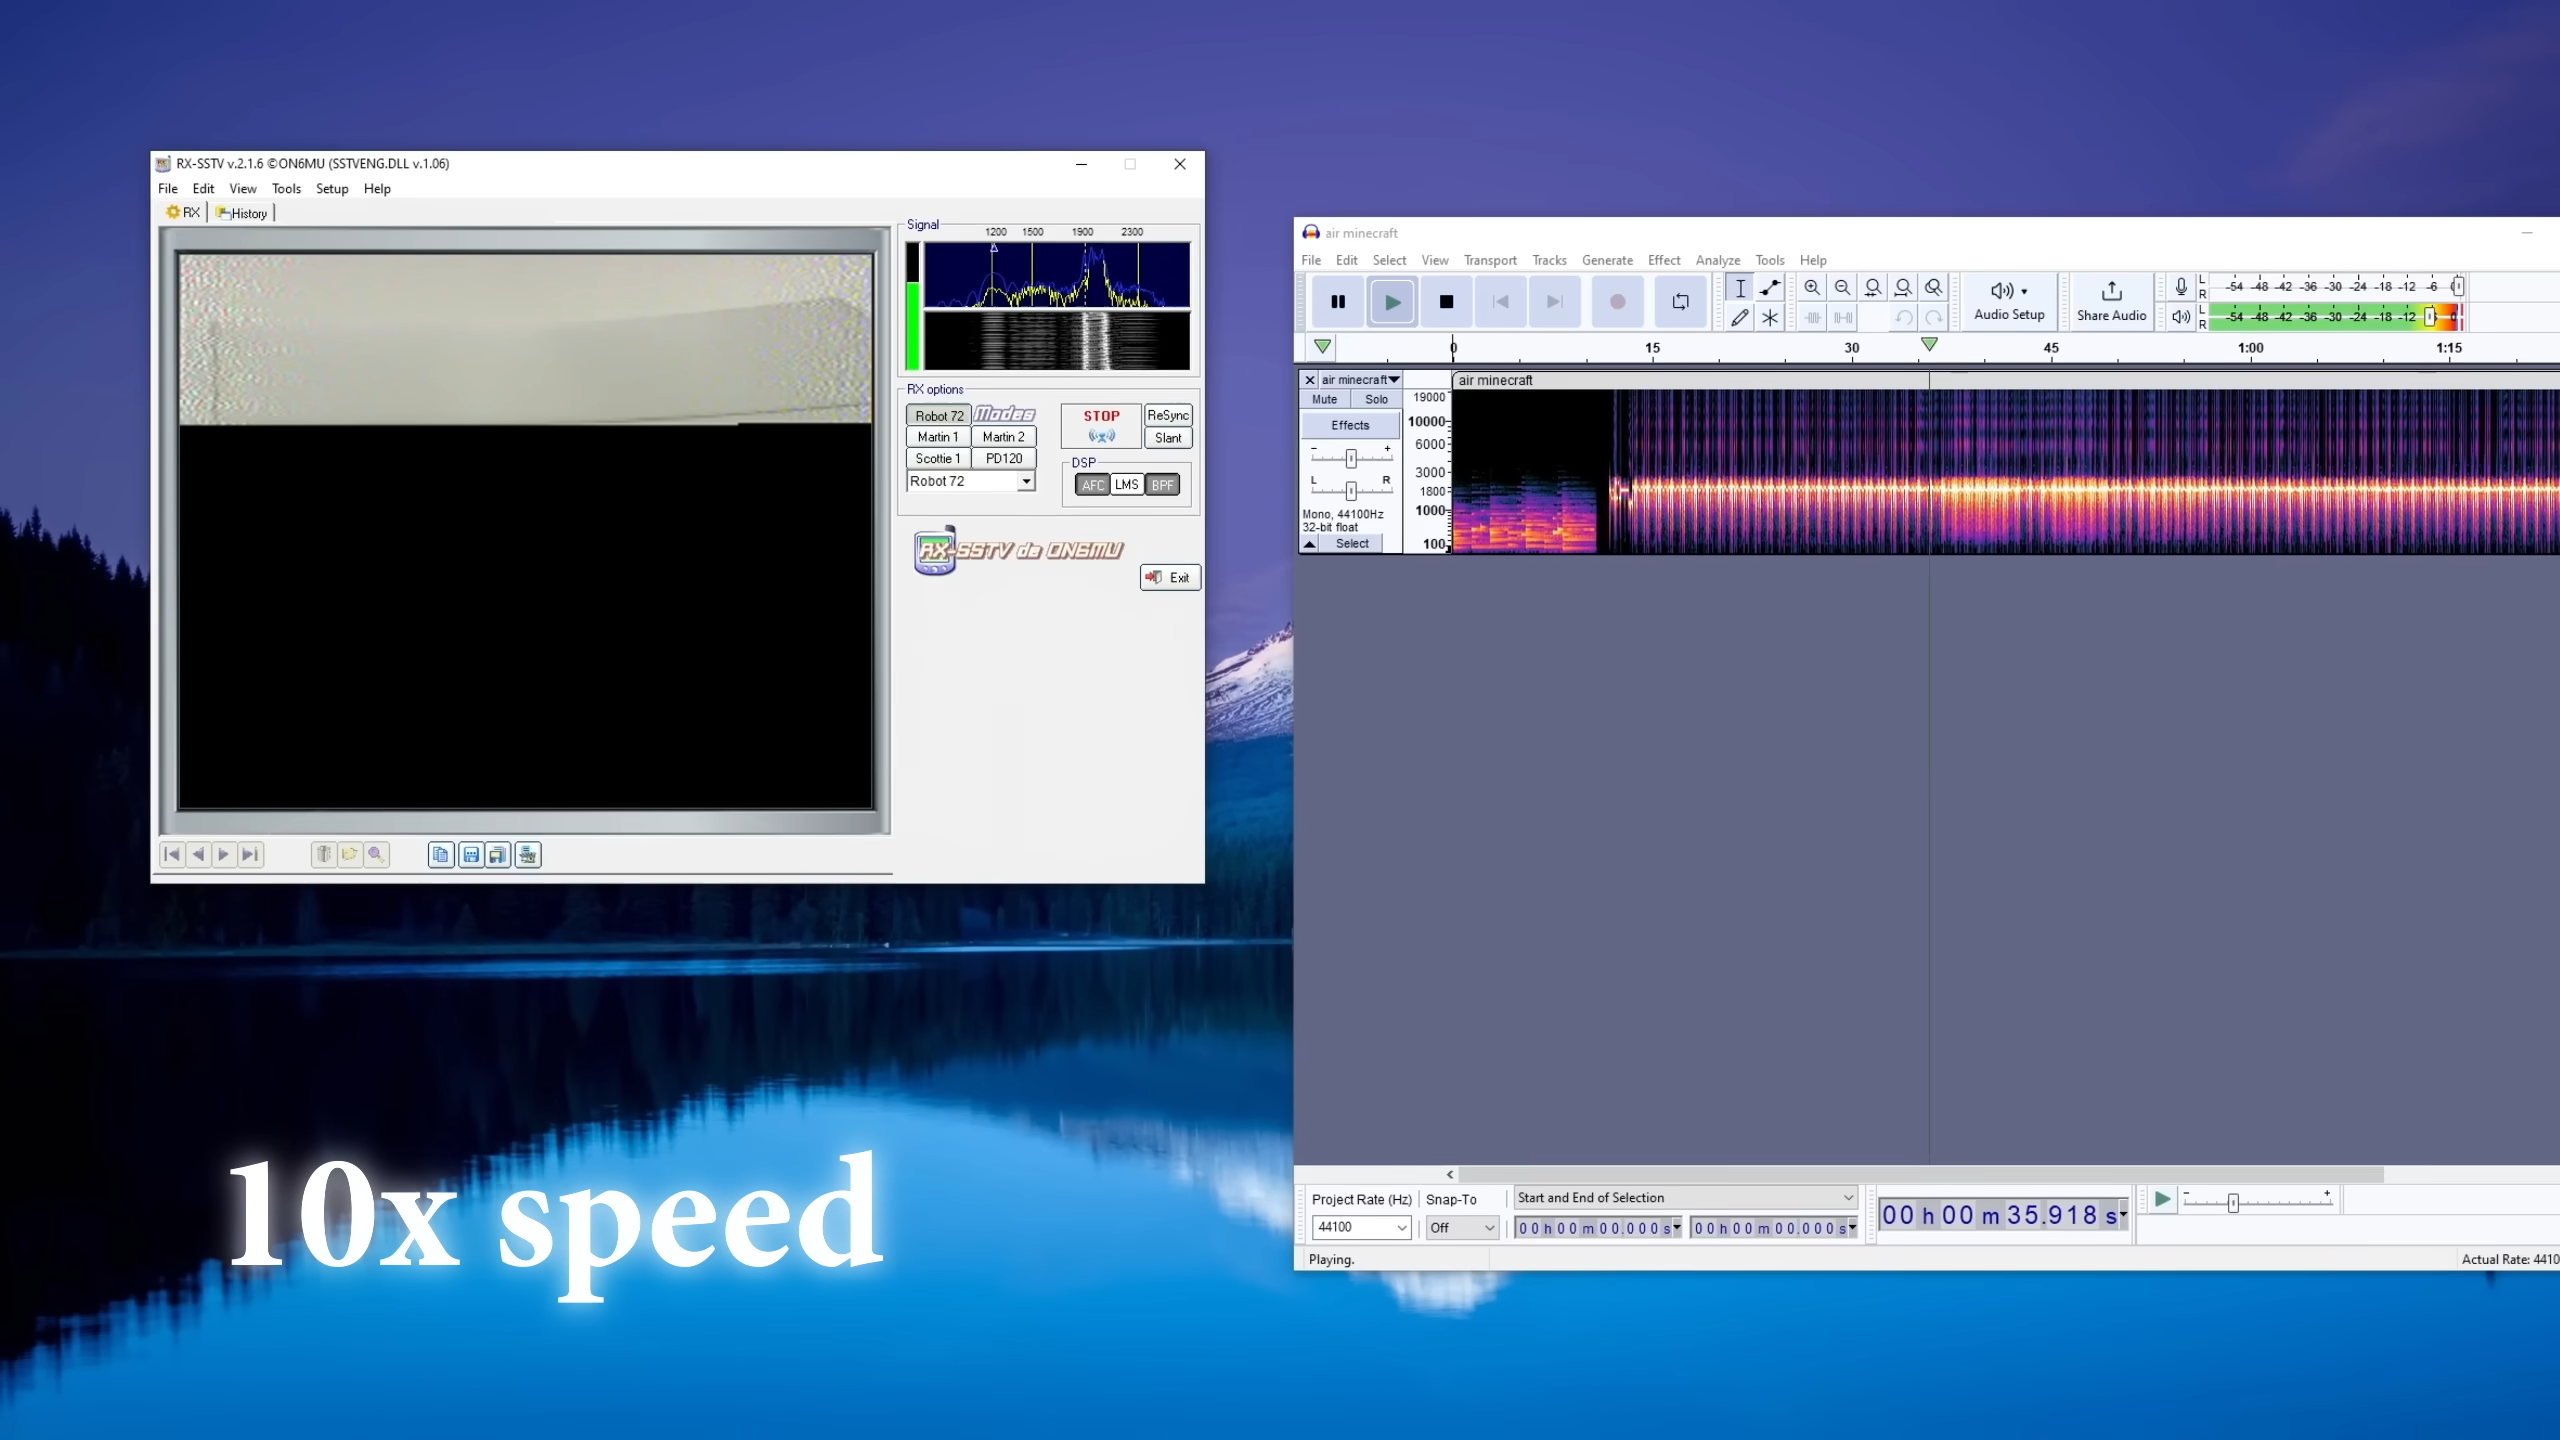 RX-SSTV v.2.1.6 ©ON6MU (SSTVENG.DLL v.1.06)
File Edit View Tools Setup Help
RX History
Signal
1200 1500 1900 2300
RX options
Robot 72 Modes
Martin 1 Martin 2
Scottie 1 PD120
Robot 72
STOP
ReSync
Slant
DSP
AFC LMS BPF
RX-SSTV de ON6MU
Exit
air minecraft
File Edit Select View Transport Tracks Generate Effect Analyze Tools Help
Audio Setup
Share Audio
L
R
-54 -48 -42 -36 -30 -24 -18 -12 -6
L
R
-54 -48 -42 -36 -30 -24 -18 -12
0 15 30 45 1:00 1:15
air minecraft
Mute Solo
Effects
- +
L R
Mono, 44100Hz
32-bit float
Select
19000
10000
6000
3000
1800
1000
100
air minecraft
Project Rate (Hz) Snap-To
44100 Off
Start and End of Selection
00 h 00 m 00.000 s 00 h 00 m 00.000 s
00 h 00 m 35.918 s
- +
Playing.
Actual Rate: 4410
10x speed